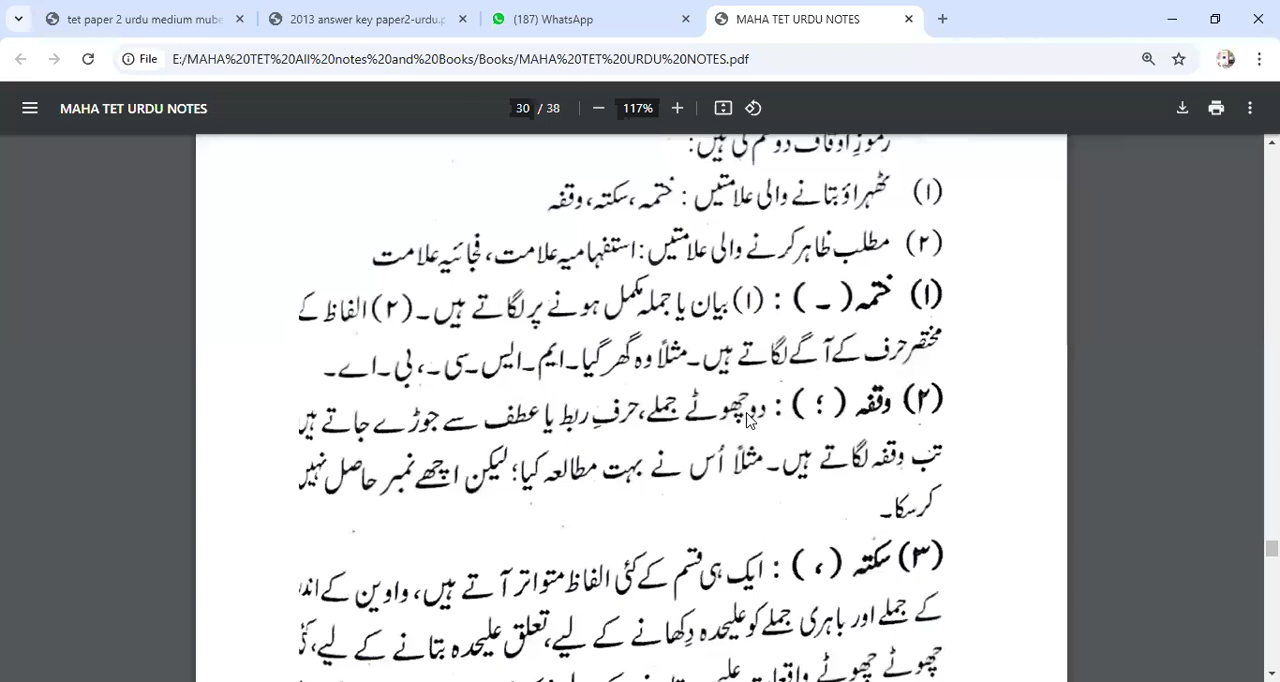 tet paper 2 urdu medium mube
2013 answer key paper2-urdu.p
(187) WhatsApp
MAHA TET URDU NOTES
File
E:/MAHA%20TET%20All%20notes%20and%20Books/Books/MAHA%20TET%20URDU%20NOTES.pdf
MAHA TET URDU NOTES
30 / 38
117%
رموزِ اوقاف دو قسم کی ہیں:
(۱) ٹھہراؤ بتانے والی علامتیں : ختمہ، سکتہ، وقفہ
(۲) مطلب ظاہر کرنے والی علامتیں: استفہامیہ علامت، فجائیہ علامت
(۱) ختمہ ( ۔ ) : (۱) بیان یا جملہ مکمل ہونے پر لگاتے ہیں۔ (۲) الفاظ کے
مختصر حرف کے آگے لگاتے ہیں۔ مثلاً وہ گھر گیا۔ ایم۔ ایس۔ سی۔، بی۔ اے۔
(۲) وقفہ ( ؛ ) : دو چھوٹے جملے، حرفِ ربط یا عطف سے جوڑے جاتے ہیں
تب وقفہ لگاتے ہیں۔ مثلاً اُس نے بہت مطالعہ کیا؛ لیکن اچھے نمبر حاصل نہیں
کر سکا۔
(۳) سکتہ ( ، ) : ایک ہی قسم کے کئی الفاظ متواتر آتے ہیں، واوین کے
کے جملے اور باہری جملے کو علیحدہ دِکھانے کے لیے، تعلق علیحدہ بتانے کے لیے،
چھوٹے چھوٹے واقعات